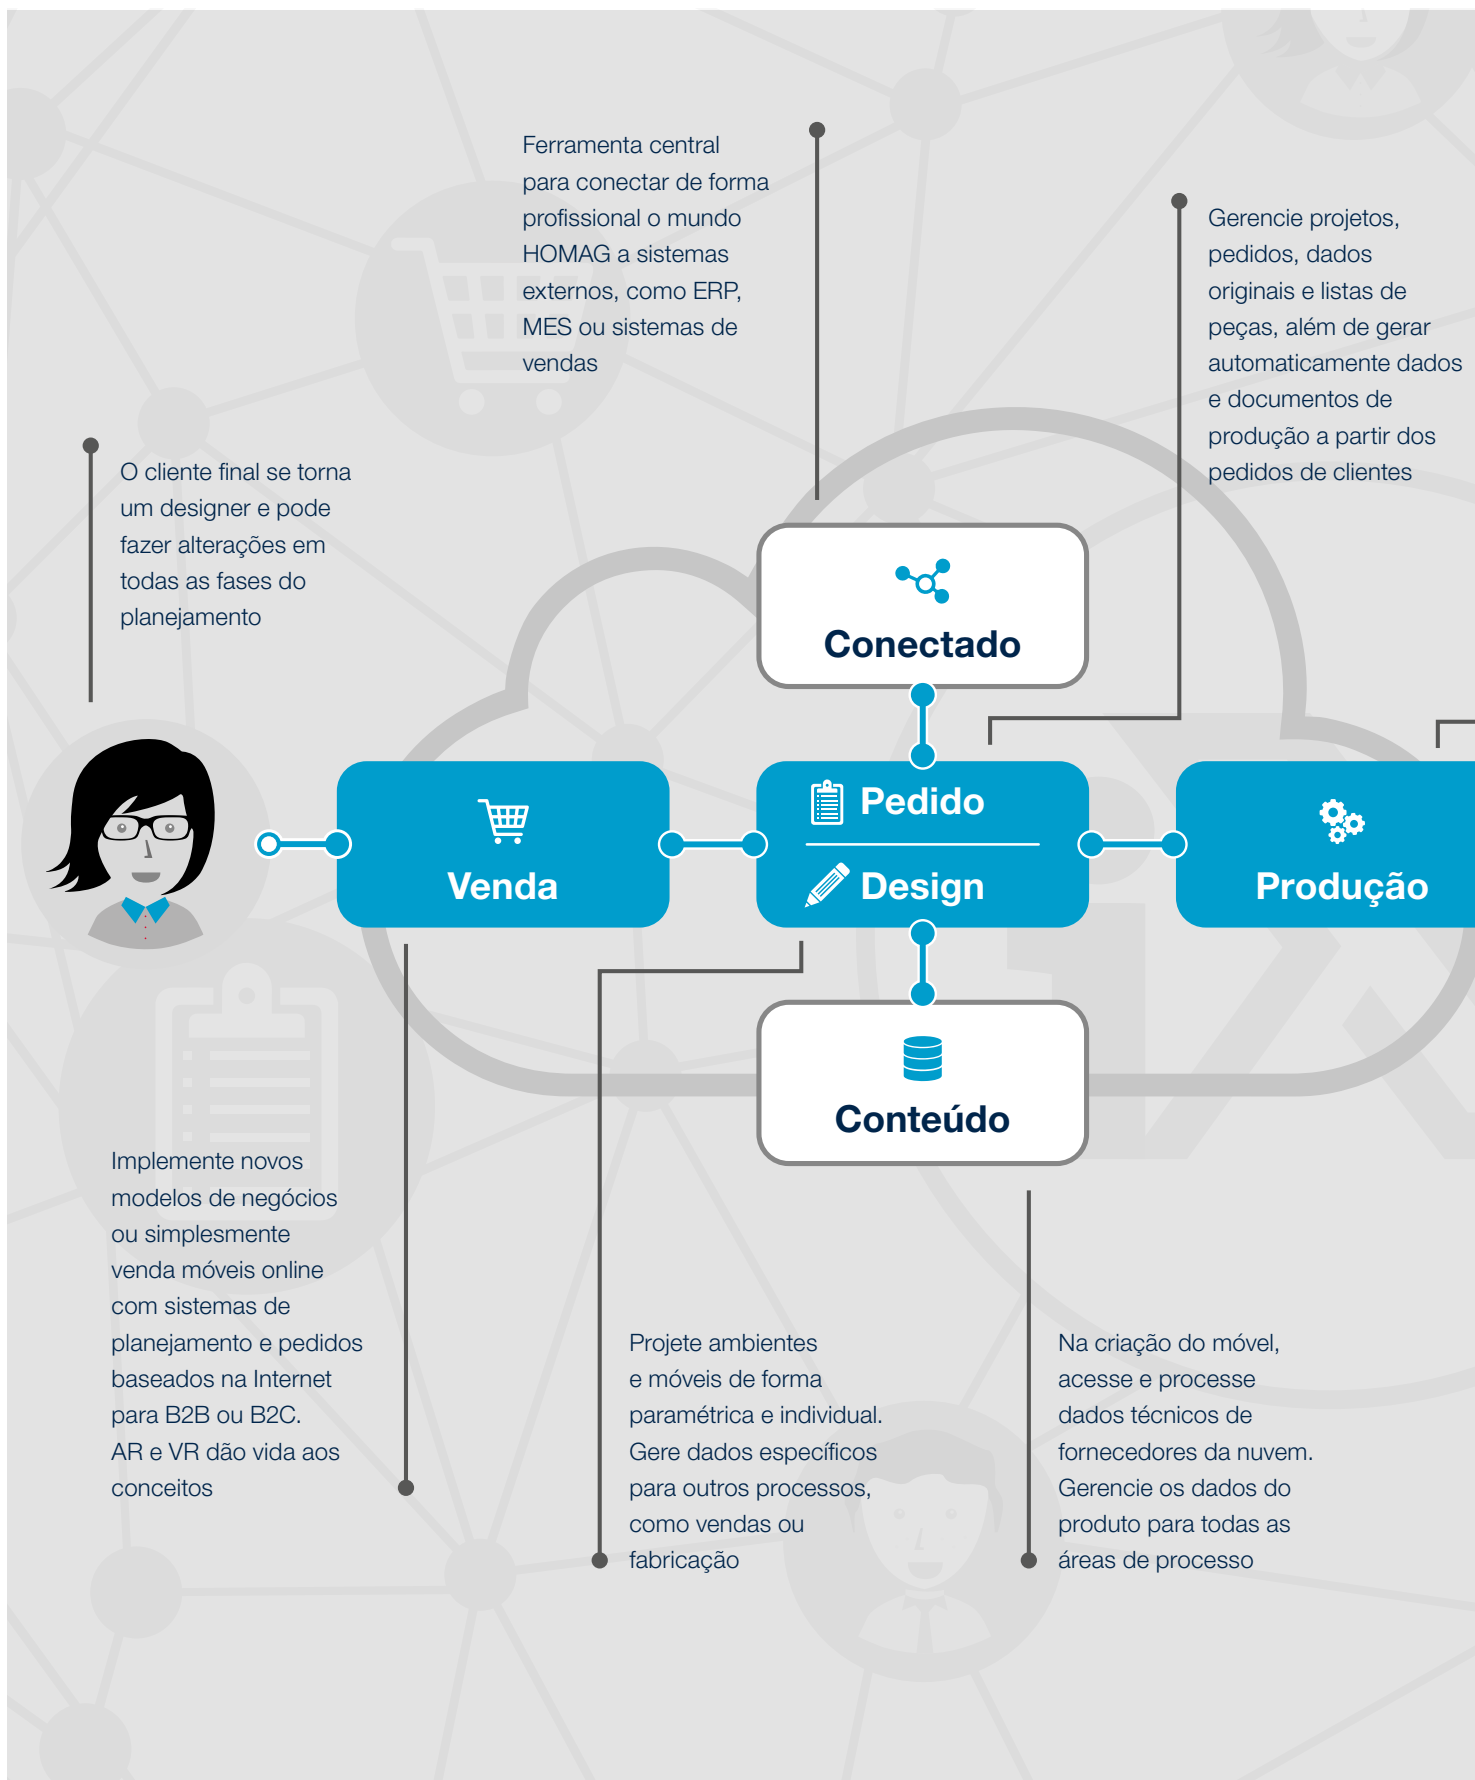 Ferramenta central
para conectar de forma
profissional o mundo
HOMAG a sistemas
externos, como ERP,
MES ou sistemas de
vendas
Gerencie projetos,
pedidos, dados
originais e listas de
peças, além de gerar
automaticamente dados
e documentos de
produção a partir dos
pedidos de clientes
O cliente final se torna
um designer e pode
fazer alterações em
todas as fases do
planejamento
Conectado
Venda
Pedido
Design
Produção
Conteúdo
Implemente novos
modelos de negócios
ou simplesmente
venda móveis online
com sistemas de
planejamento e pedidos
baseados na Internet
para B2B ou B2C.
AR e VR dão vida aos
conceitos
Projete ambientes
e móveis de forma
paramétrica e individual.
Gere dados específicos
para outros processos,
como vendas ou
fabricação
Na criação do móvel,
acesse e processe
dados técnicos de
fornecedores da nuvem.
Gerencie os dados do
produto para todas as
áreas de processo